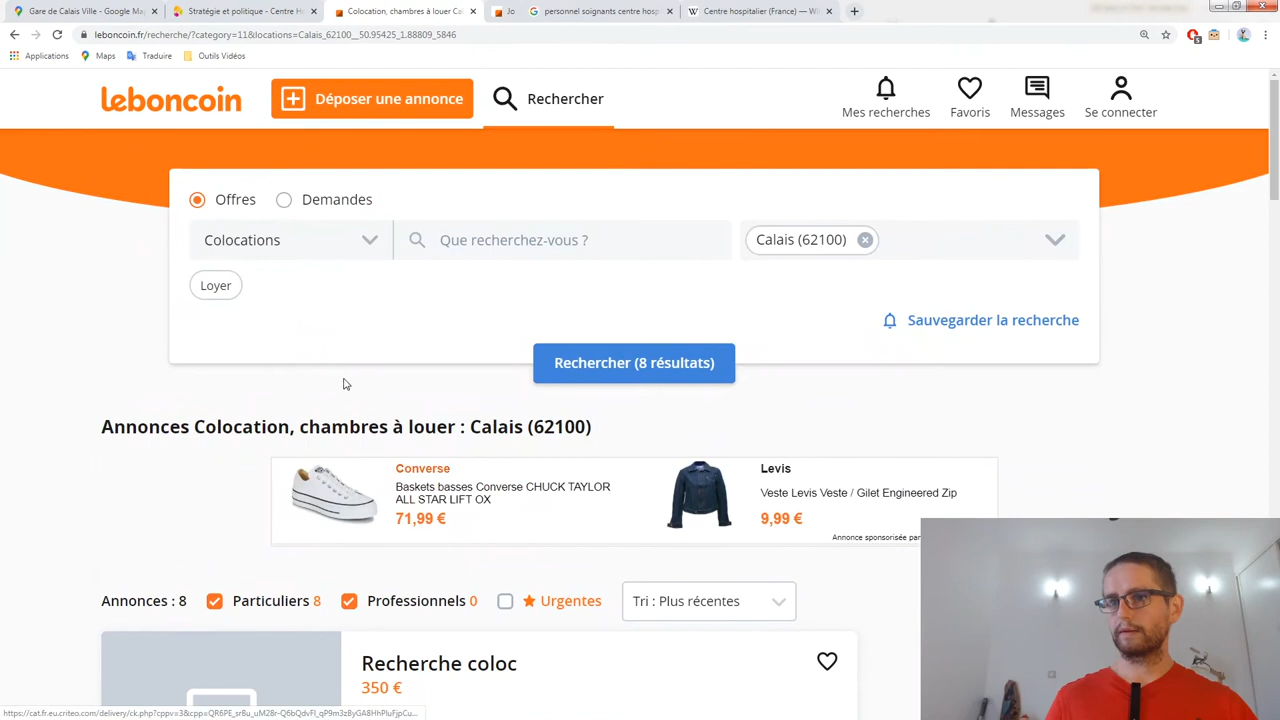 Gare de Calais Ville - Google Ma
Stratégie et politique - Centre H
Colocation, chambres à louer Cal
Jo
personnel soignants centre hosp
Centre hospitalier (France) — Wi
leboncoin.fr/recherche/?category=11&locations=Calais_62100__50.95425_1.88809_5846
Applications
Maps
Traduire
Outils Vidéos
leboncoin
Déposer une annonce
Rechercher
Mes recherches
Favoris
Messages
Se connecter
Offres
Demandes
Colocations
Que recherchez-vous ?
Calais (62100)
Loyer
Sauvegarder la recherche
Rechercher (8 résultats)
Annonces Colocation, chambres à louer : Calais (62100)
Converse
Baskets basses Converse CHUCK TAYLOR
ALL STAR LIFT OX
71,99 €
Levis
Veste Levis Veste / Gilet Engineered Zip
9,99 €
Annonce sponsorisée par
Annonces : 8
Particuliers 8
Professionnels 0
Urgentes
Tri : Plus récentes
Recherche coloc
350 €